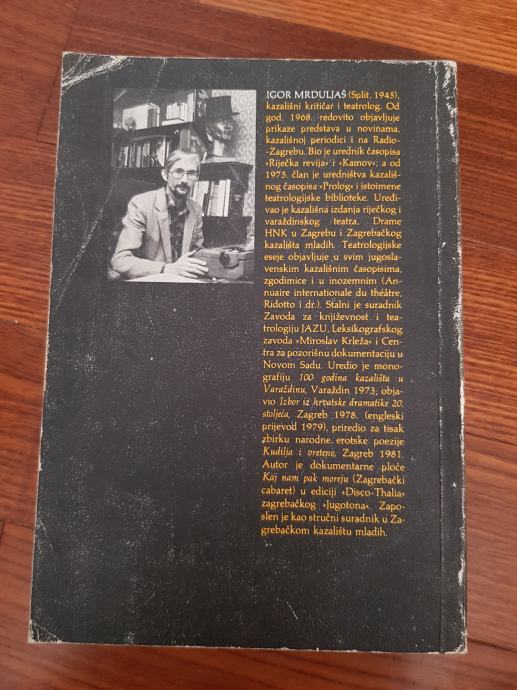 IGOR MRDULJAŠ (Split, 1945),
kazališni kritičar i teatrolog. Od
god. 1968. redovito objavljuje
prikaze predstava u novinama,
kazališnoj periodici i na Radio-
-Zagrebu. Bio je urednik časopisa
»Riječka revija« i »Kamov«; a od
1975. član je uredništva kazališ-
nog časopisa »Prolog« i istoimene
teatrologijske biblioteke. Uredi-
vao je kazališna izdanja riječkog i
varaždinskog teatra, Drame
HNK u Zagrebu i Zagrebačkog
kazališta mladih. Teatrologijske
eseje objavljuje u svim jugosla-
venskim kazališnim časopisima,
zgodimice i u inozemnim (An-
nuaire internationale du théâtre,
Ridotto i dr.). Stalni je suradnik
Zavoda za književnost i tea-
trologiju JAZU, Leksikografskog
zavoda »Miroslav Krleža« i Cen-
tra za pozorišnu dokumentaciju u
Novom Sadu. Uredio je mono-
grafiju 100 godina kazališta u
Varaždinu, Varaždin 1973, obja-
vio Izbor iz hrvatske dramatike 20.
stoljeća, Zagreb 1978, (engleski
prijevod 1979), priredio za tisak
zbirku narodne erotske poezije
Kudilja i vreteno, Zagreb 1981.
Autor je dokumentarne ploče
Kaj nam pak moreju (Zagrebački
cabaret) u ediciji »Disco-Thalia«
zagrebačkog »Jugotona«. Zapo-
slen je kao stručni suradnik u Za-
grebačkom kazalištu mladih.